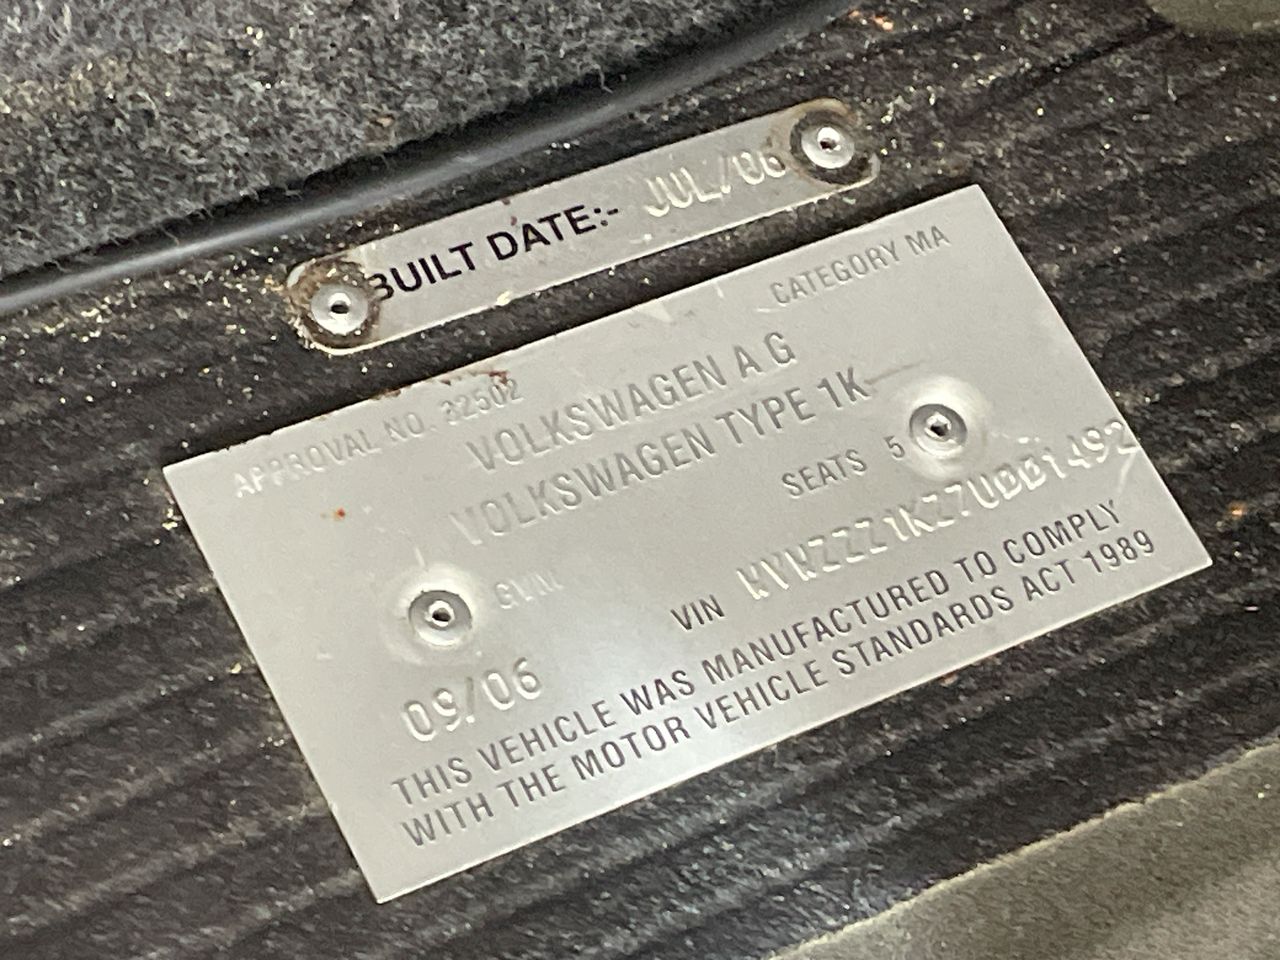 BUILT DATE:- JUL/06
APPROVAL NO. 32502
CATEGORY MA
VOLKSWAGEN A G
VOLKSWAGEN TYPE 1K
SEATS 5
GVM
VIN WVWZZZ1KZ7U001492
09/06
THIS VEHICLE WAS MANUFACTURED TO COMPLY
WITH THE MOTOR VEHICLE STANDARDS ACT 1989